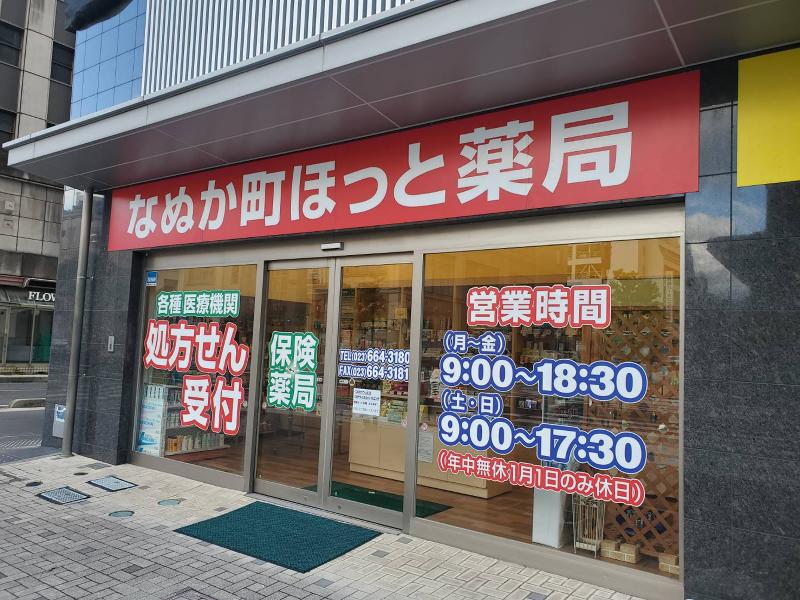 なぬか町ほっと薬局
各種 医療機関
処方せん
受付
保険
薬局
TEL(023)664-3180
FAX(023)664-3181
営業時間
(月～金)
9:00～18:30
(土・日)
9:00～17:30
(年中無休 1月1日のみ休日)
FLOW